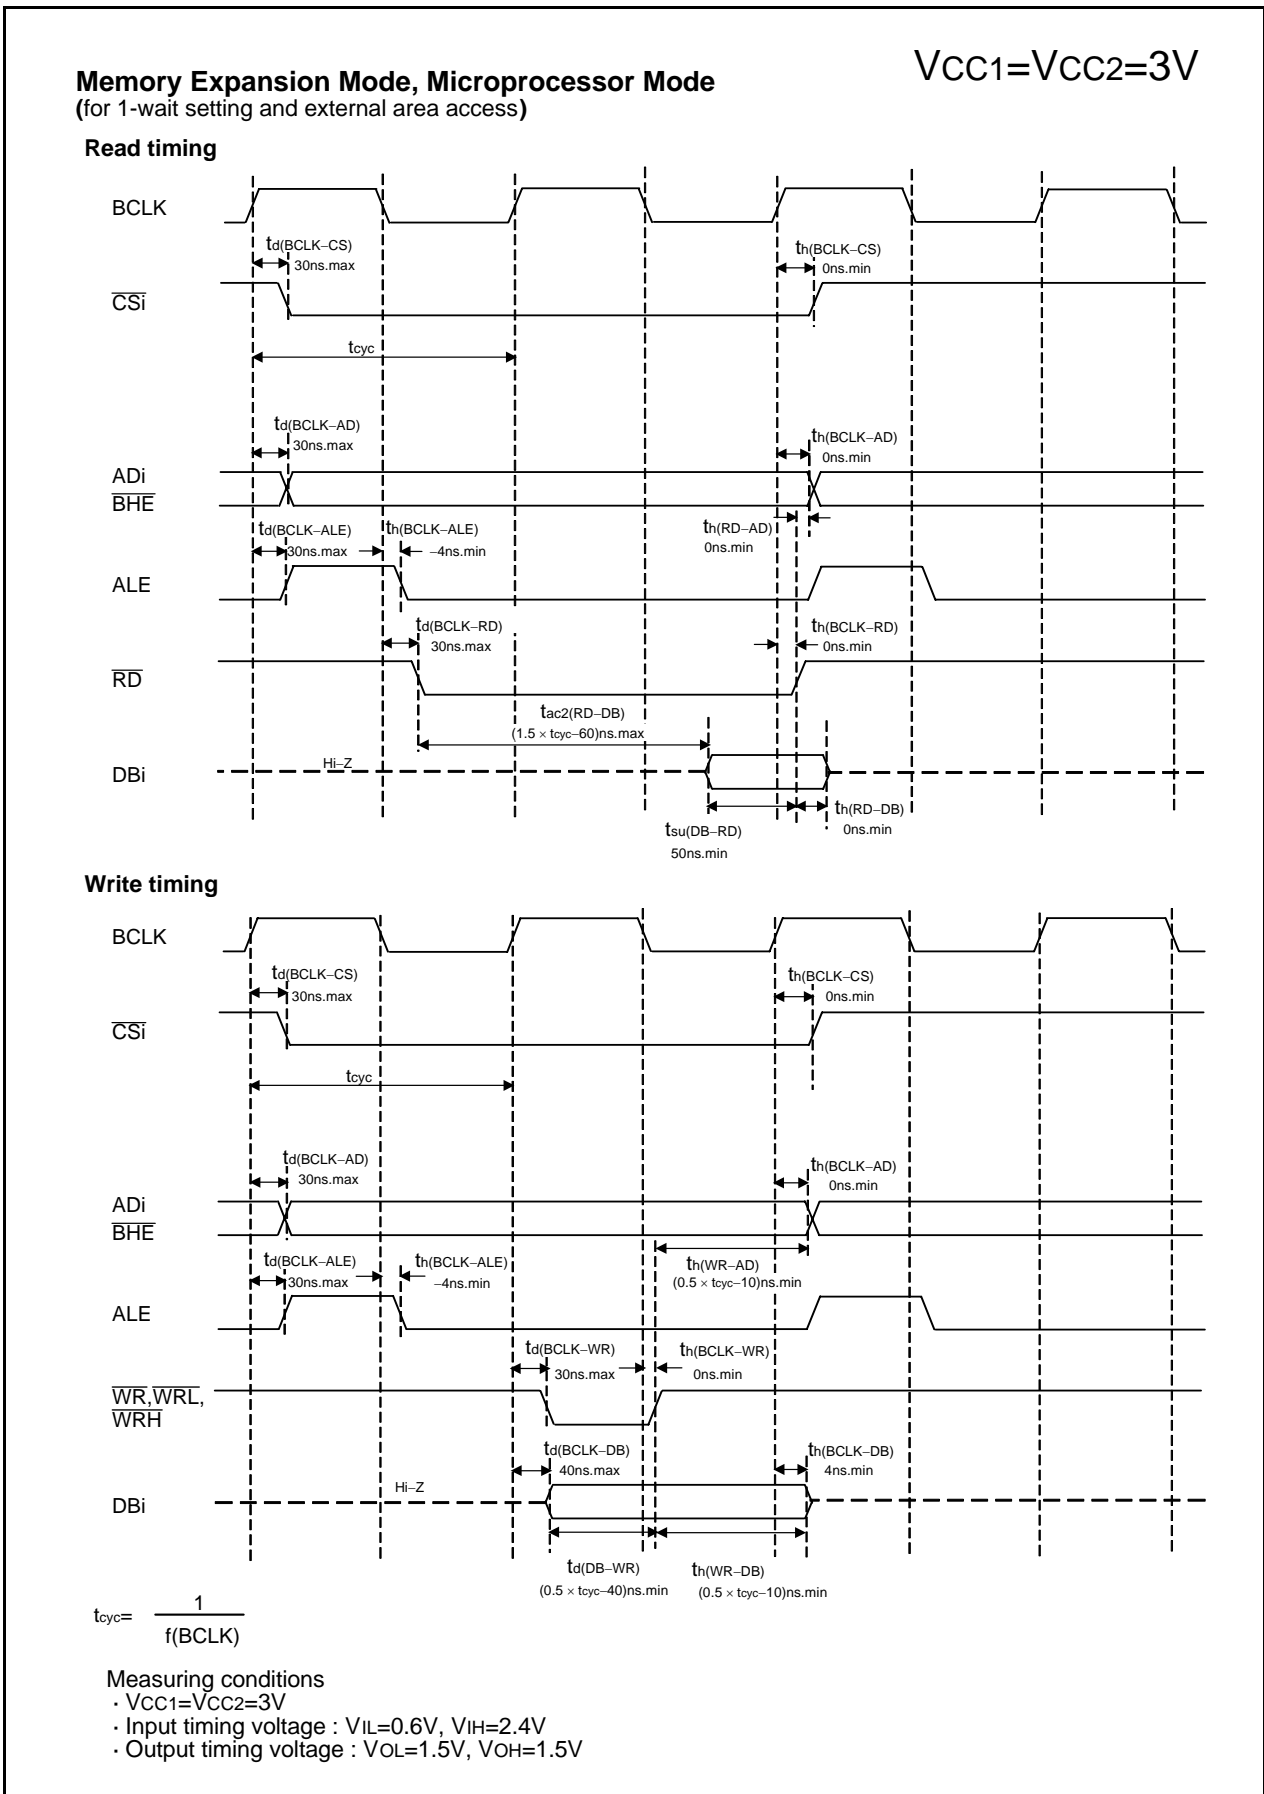 VCC1=VCC2=3V
Memory Expansion Mode, Microprocessor Mode
(for 1-wait setting and external area access)
Read timing
BCLK
td(BCLK−CS)
30ns.max
th(BCLK−CS)
0ns.min
CSi
tcyc
td(BCLK−AD)
30ns.max
th(BCLK−AD)
0ns.min
ADi
BHE
td(BCLK−ALE)
30ns.max
th(BCLK−ALE)
−4ns.min
th(RD−AD)
0ns.min
ALE
td(BCLK−RD)
30ns.max
th(BCLK−RD)
0ns.min
RD
tac2(RD−DB)
(1.5 × tcyc−60)ns.max
Hi−Z
DBi
tsu(DB−RD)
50ns.min
th(RD−DB)
0ns.min
Write timing
BCLK
td(BCLK−CS)
30ns.max
th(BCLK−CS)
0ns.min
CSi
tcyc
td(BCLK−AD)
30ns.max
th(BCLK−AD)
0ns.min
ADi
BHE
td(BCLK−ALE)
30ns.max
th(BCLK−ALE)
−4ns.min
th(WR−AD)
(0.5 × tcyc−10)ns.min
ALE
td(BCLK−WR)
30ns.max
th(BCLK−WR)
0ns.min
WR,WRL,
WRH
td(BCLK−DB)
40ns.max
th(BCLK−DB)
4ns.min
Hi−Z
DBi
td(DB−WR)
(0.5 × tcyc−40)ns.min
th(WR−DB)
(0.5 × tcyc−10)ns.min
tcyc= 1
f(BCLK)
Measuring conditions
· VCC1=VCC2=3V
· Input timing voltage : VIL=0.6V, VIH=2.4V
· Output timing voltage : VOL=1.5V, VOH=1.5V